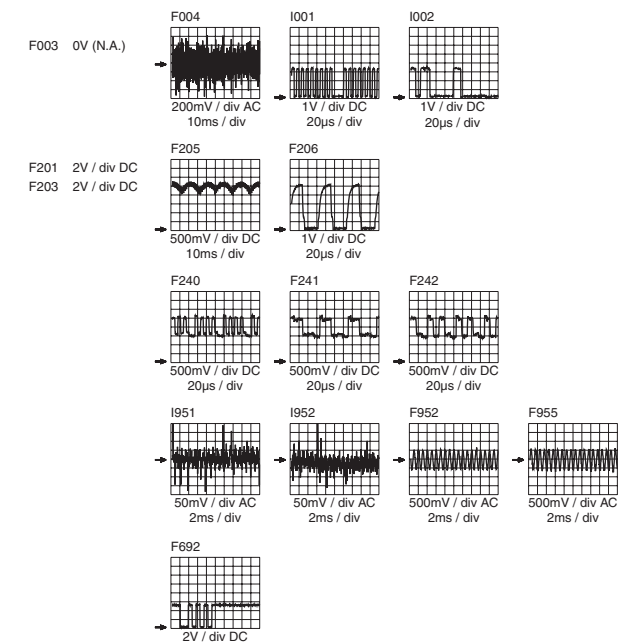 F004 I001 I002
F003 0V (N.A.)
200mV / div AC 1V / div DC 1V / div DC
10ms / div 20µs / div 20µs / div
F205 F206
F201 2V / div DC
F203 2V / div DC
500mV / div DC 1V / div DC
10ms / div 20µs / div
F240 F241 F242
500mV / div DC 500mV / div DC 500mV / div DC
20µs / div 20µs / div 20µs / div
I951 I952 F952 F955
50mV / div AC 50mV / div AC 500mV / div AC 500mV / div AC
2ms / div 2ms / div 2ms / div 2ms / div
F692
2V / div DC